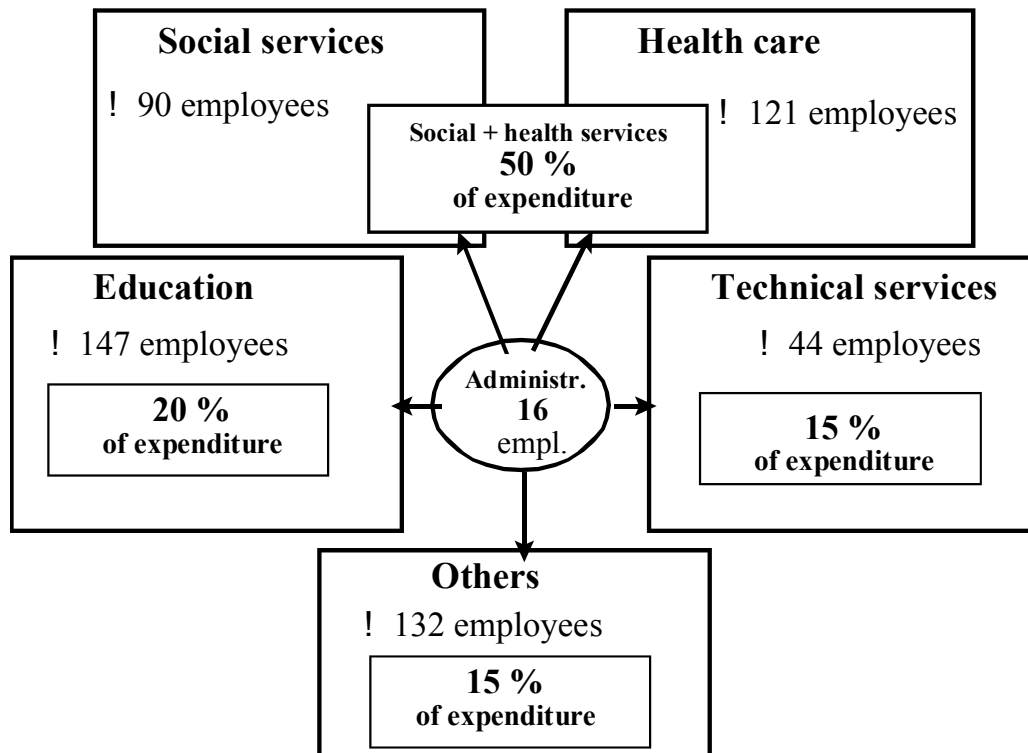 Social services
! 90 employees
Health care
! 121 employees
Social + health services
50 %
of expenditure
Education
! 147 employees
20 %
of expenditure
Administr.
16
empl.
Technical services
! 44 employees
15 %
of expenditure
Others
! 132 employees
15 %
of expenditure